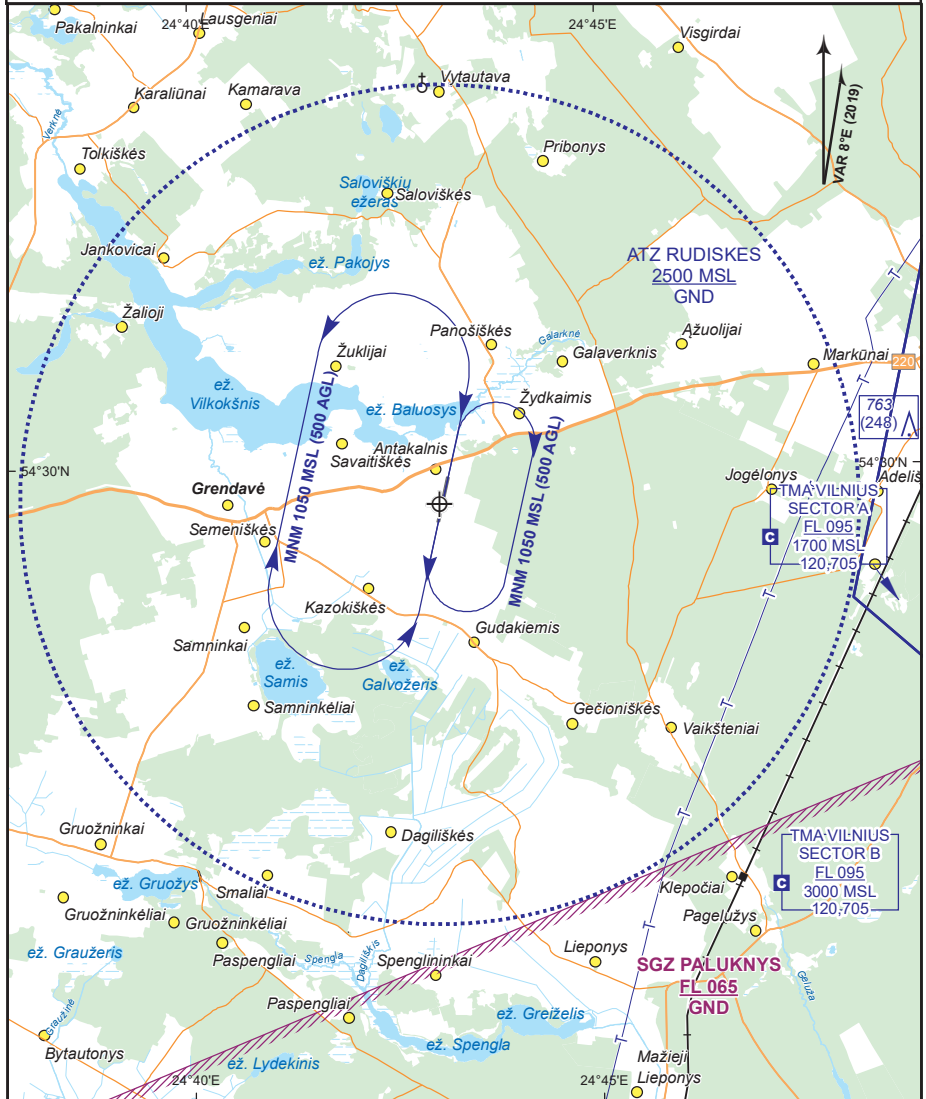 24°40'E
24°45'E
Pakalninkai
Lausgeniai
Visgirdai
Vytautava
Karaliūnai
Kamarava
Verknė
VAR 8°E (2019)
Tolkiškės
Pribonys
Saloviškių
ežeras
Saloviškės
Jankovicai
ež. Pakojys
ATZ RUDISKES
2500 MSL
GND
T
Žalioji
Panošiškės
Galarknė
Ąžuolijai
Žuklijai
Galaverknis
Markūnai
220
T
ež.
Vilkokšnis
MNM 1050 MSL (500 AGL)
ež. Baluosys
Žydkaimis
763
(248)
Antakalnis
Savaitiškės
MNM 1050 MSL (500 AGL)
54°30'N
54°30'N
Jogėlonys
Adeliš
Grendavė
TMA VILNIUS
SECTOR A
FL 095
1700 MSL
120,705
C
T
Semeniškės
Kazokiškės
T
Samninkai
Gudakiemis
ež.
Samis
ež.
Galvožeris
Samninkėliai
Gečioniškės
Vaikšteniai
T
T
Gruožninkai
Dagiliškės
TMA VILNIUS
SECTOR B
FL 095
3000 MSL
120,705
C
ež. Gruožys
Smaliai
Klepočiai
Gruožninkėliai
Gruožninkėliai
Pagelužys
T
ež. Graužeris
Paspengliai
Spengla
Dagiliškis
Spenglininkai
Lieponys
SGZ PALUKNYS
FL 065
GND
Geluža
Graužinė
Paspengliai
ež. Greiželis
T
Bytautonys
ež. Spengla
ež. Lydekinis
Mažieji
Lieponys
24°40'E
24°45'E